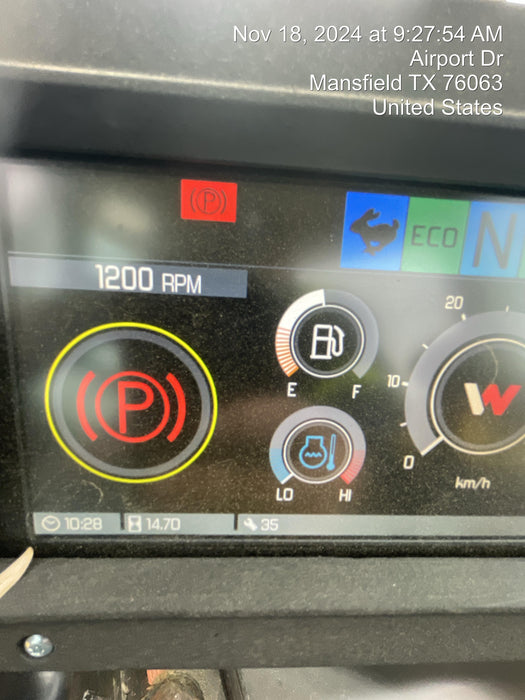 Nov 18, 2024 at 9:27:54 AM
Airport Dr
Mansfield TX 76063
United States
P
ECO N
1200 RPM
20
P
E F
10
0
LO HI
km/h
10:28 14.70 35